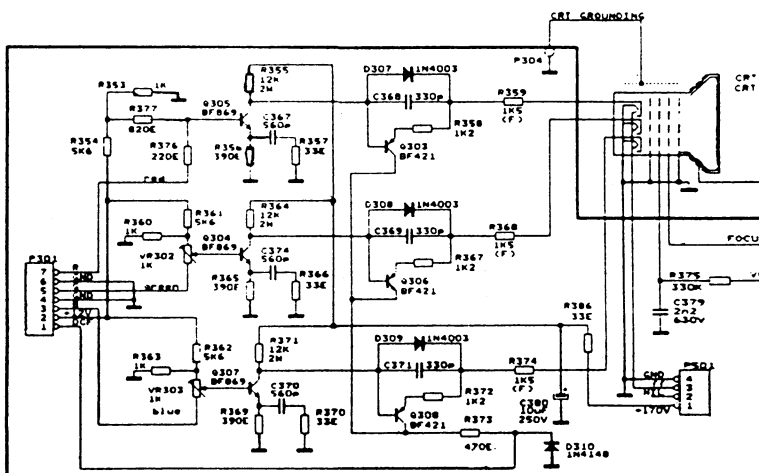 CRT GROUNDING
P304
CRT
CRT
R353
1K
R377
820E
R354
5K6
R376
220E
red
R355
12K
2W
Q305
BF869
C367
560p
R356
390E
R357
33E
D307
1N4003
C368
330p
R358
1K2
Q303
BF421
R359
1K5
(F)
R360
1K
R361
5K6
Q304
BF869
VR302
1K
green
R364
12K
2W
C374
560p
R365
390E
R366
33E
D308
1N4003
C369
330p
R367
1K2
Q306
BF421
R368
1K5
(F)
FOCUS
R375
330K
C379
2n2
630V
P301
7
6
5
4
3
2
1
R
GND
GND
R362
5K6
R363
1K
Q307
BF869
VR303
1K
blue
R371
12K
2W
C370
560p
R369
390E
R370
33E
D309
1N4003
C371
330p
R372
1K2
Q308
BF421
R373
470E
R374
1K5
(F)
R386
33E
C380
10uF
250V
D310
1N4148
P501
GND
+170V
4
3
2
1